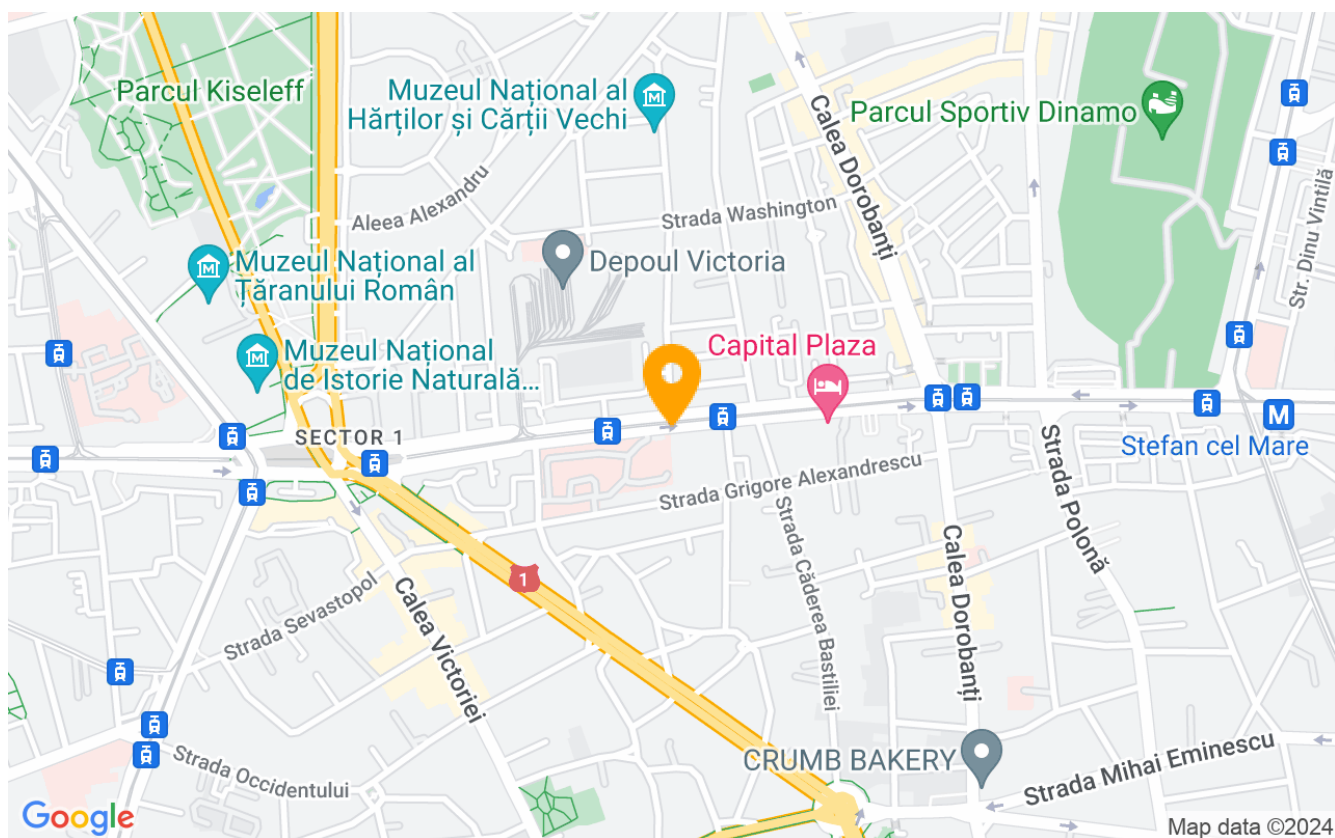 Parcul Kiseleff
Muzeul Național al
Hărților și Cărții Vechi
Parcul Sportiv Dinamo
Calea Dorobanți
Aleea Alexandru
Strada Washington
Str. Dinu Vintilă
Muzeul Național al
Țăranului Român
Depoul Victoria
Muzeul Național
de Istorie Naturală…
Capital Plaza
SECTOR 1
M
Stefan cel Mare
Strada Grigore Alexandrescu
Strada Polonă
Strada Căderea Bastiliei
Calea Dorobanți
1
Strada Sevastopol
Calea Victoriei
Strada Occidentului
CRUMB BAKERY
Strada Mihai Eminescu
Google
Map data ©2024